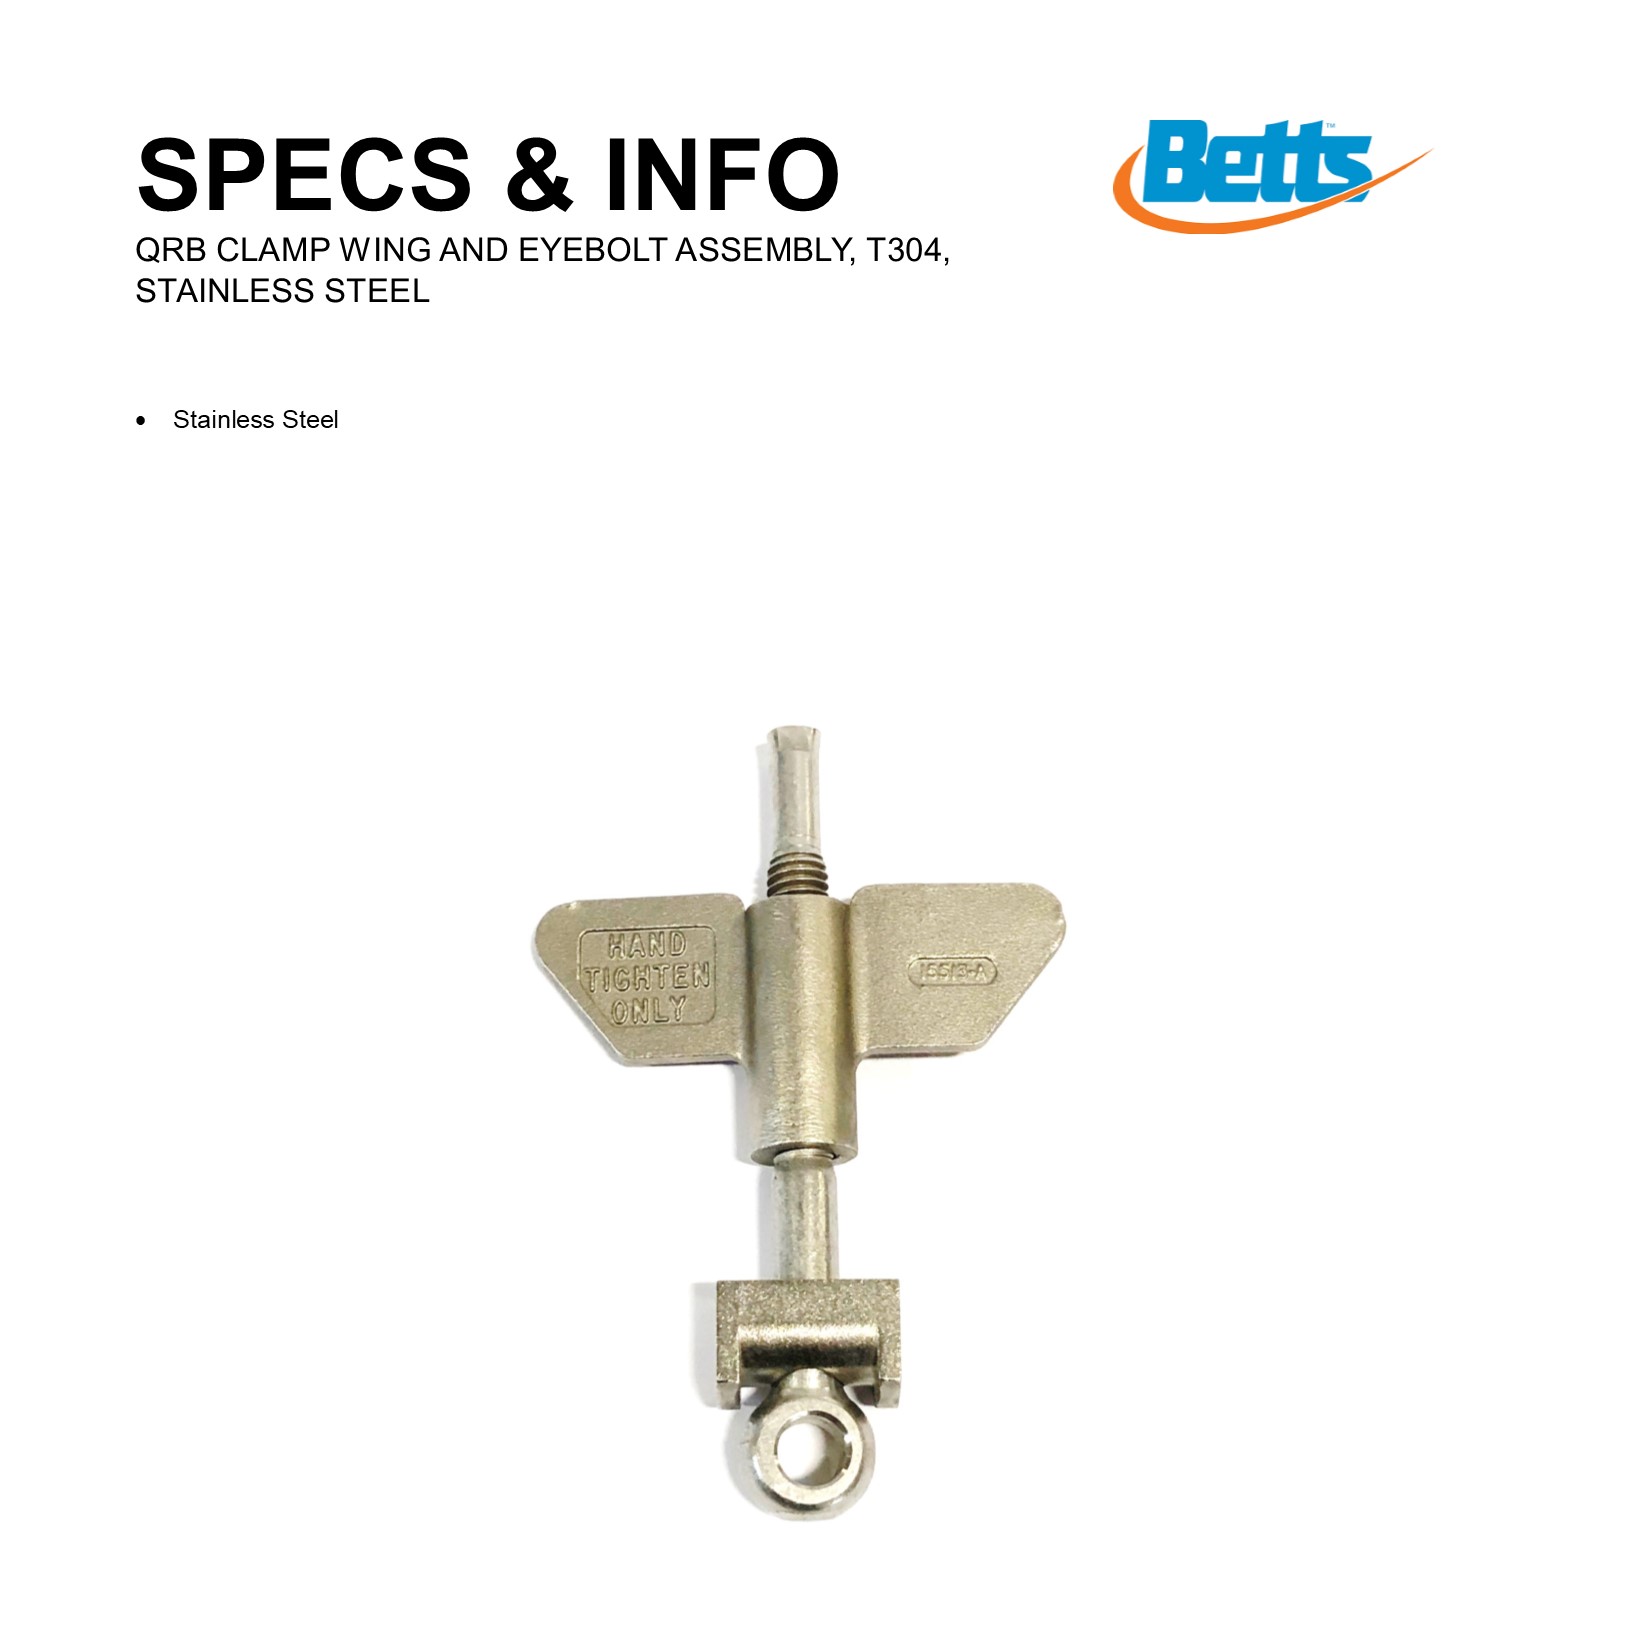 SPECS & INFO
Betts™
QRB CLAMP WING AND EYEBOLT ASSEMBLY, T304,
STAINLESS STEEL
• Stainless Steel
HAND
TIGHTEN
ONLY
15513-A